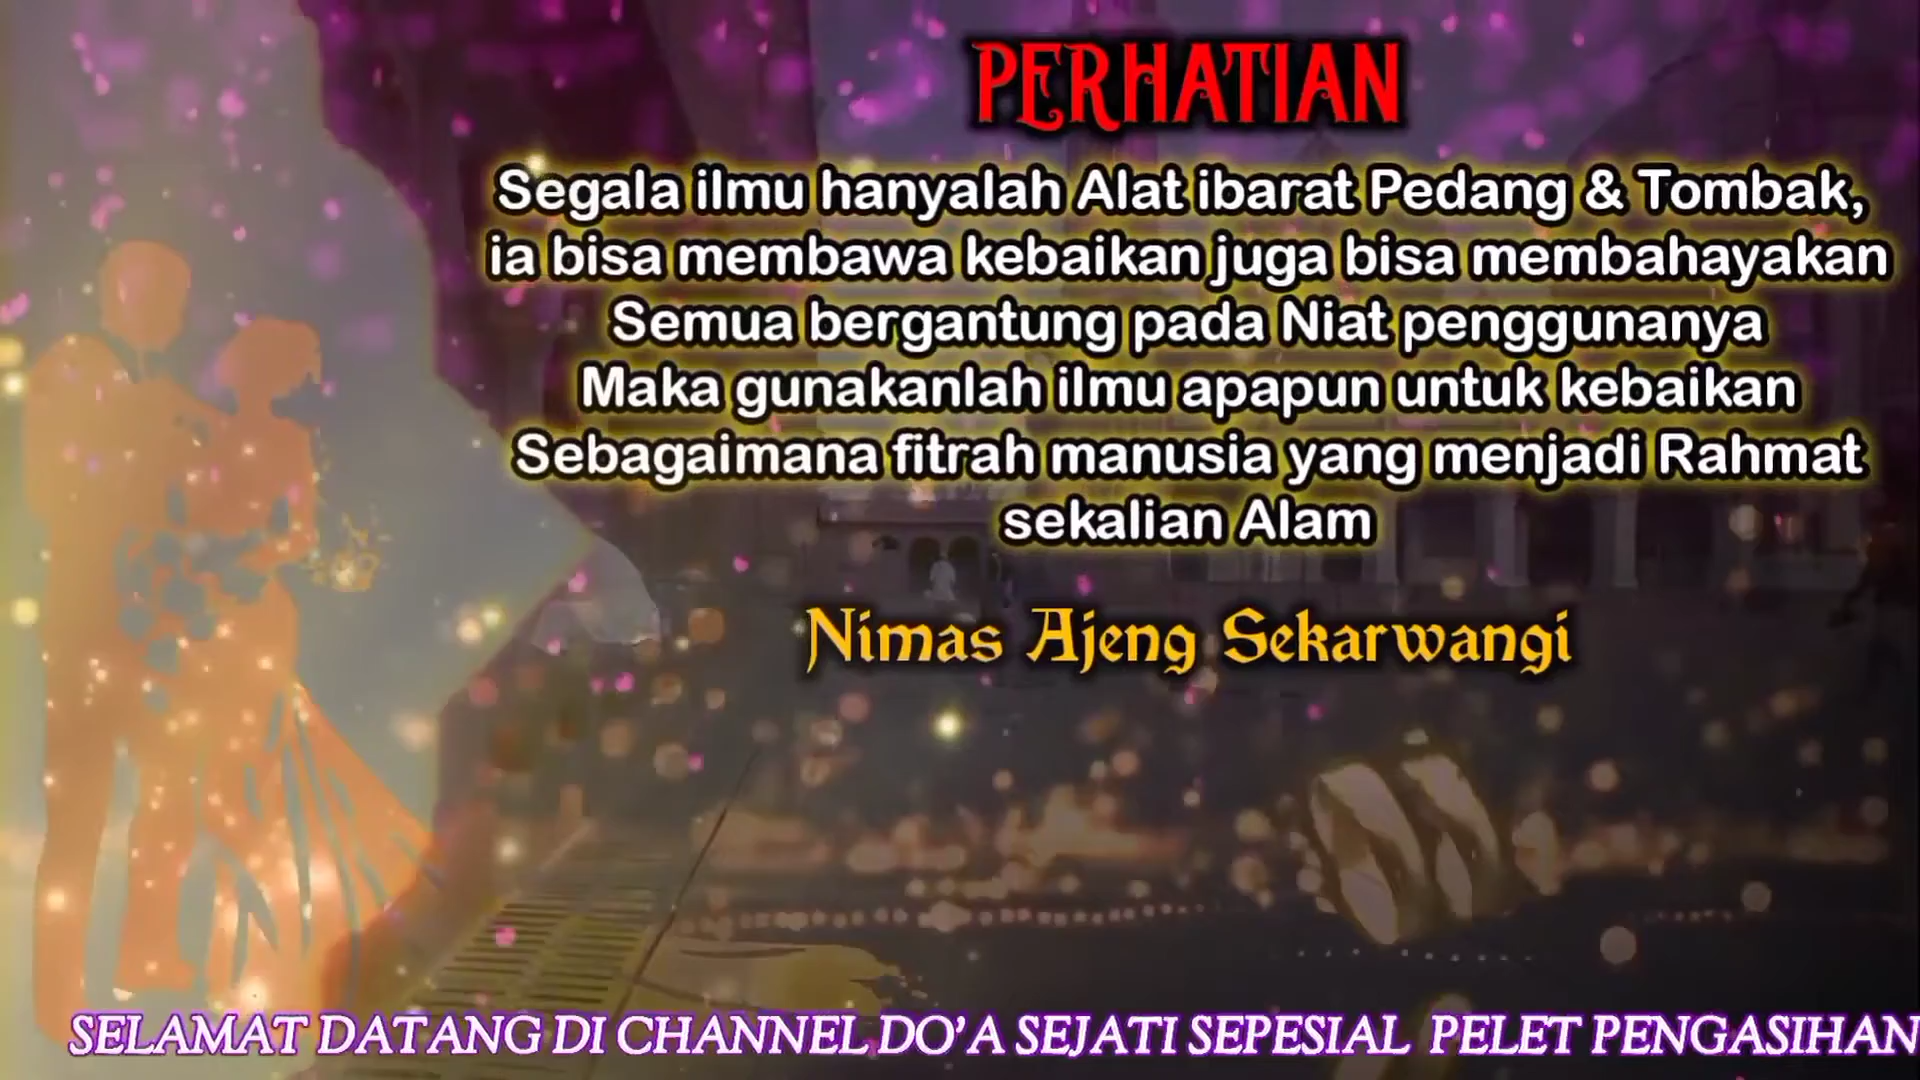 PERHATIAN
Segala ilmu hanyalah Alat ibarat Pedang & Tombak,
ia bisa membawa kebaikan juga bisa membahayakan
Semua bergantung pada Niat penggunanya
Maka gunakanlah ilmu apapun untuk kebaikan
Sebagaimana fitrah manusia yang menjadi Rahmat
sekalian Alam
Nimas Ajeng Sekarwangi
SELAMAT DATANG DI CHANNEL DO'A SEJATI SEPESIAL PELET PENGASIHAN